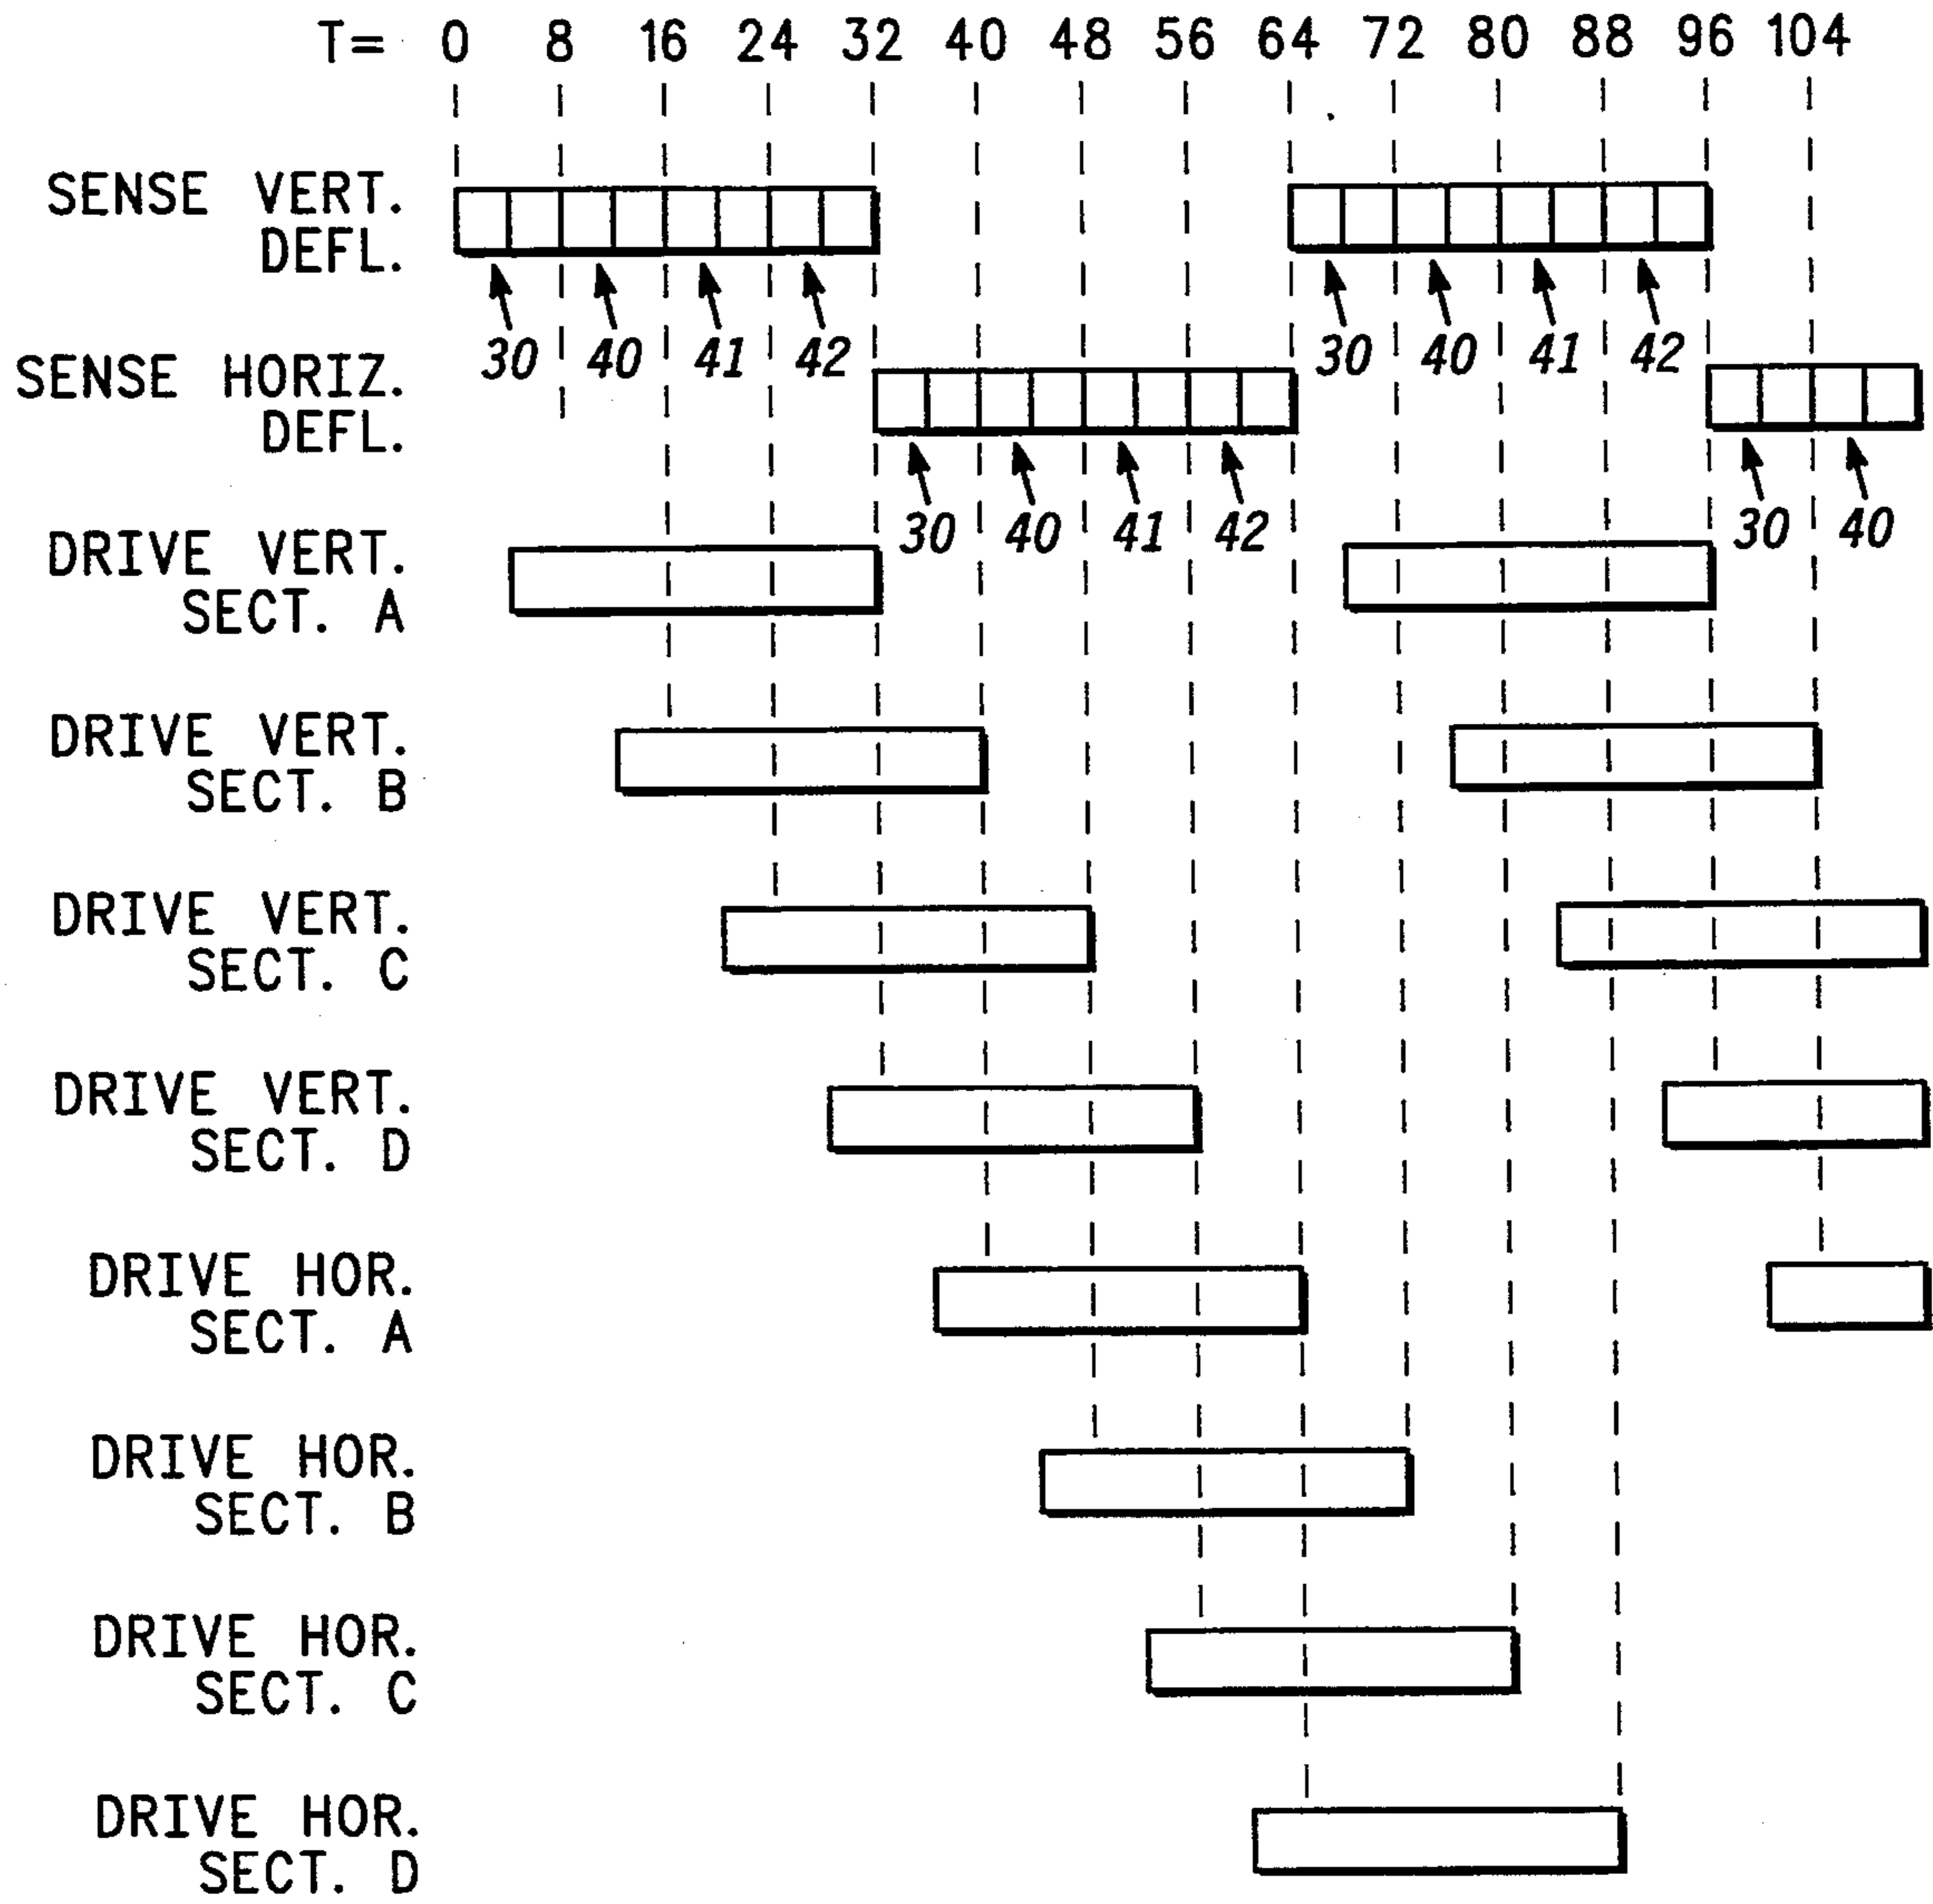 T= 0 8 16 24 32 40 48 56 64 72 80 88 96 104
SENSE VERT.
DEFL.
30 40 41 42 30 40 41 42
SENSE HORIZ.
DEFL.
30 40 41 42 30 40
DRIVE VERT.
SECT. A
DRIVE VERT.
SECT. B
DRIVE VERT.
SECT. C
DRIVE VERT.
SECT. D
DRIVE HOR.
SECT. A
DRIVE HOR.
SECT. B
DRIVE HOR.
SECT. C
DRIVE HOR.
SECT. D